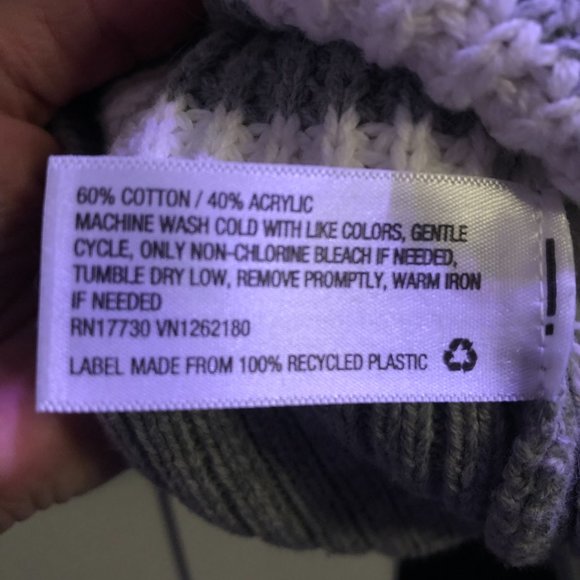 60% COTTON / 40% ACRYLIC
MACHINE WASH COLD WITH LIKE COLORS, GENTLE
CYCLE, ONLY NON-CHLORINE BLEACH IF NEEDED,
TUMBLE DRY LOW, REMOVE PROMPTLY, WARM IRON
IF NEEDED
RN17730 VN1262180
LABEL MADE FROM 100% RECYCLED PLASTIC